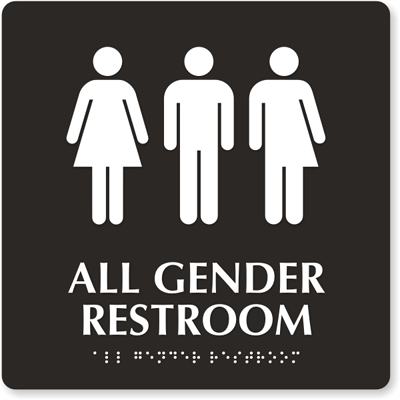 ALL GENDER
RESTROOM
⠁⠇⠇ ⠛⠑⠝⠙⠑⠗ ⠗⠑⠎⠞⠗⠕⠕⠍